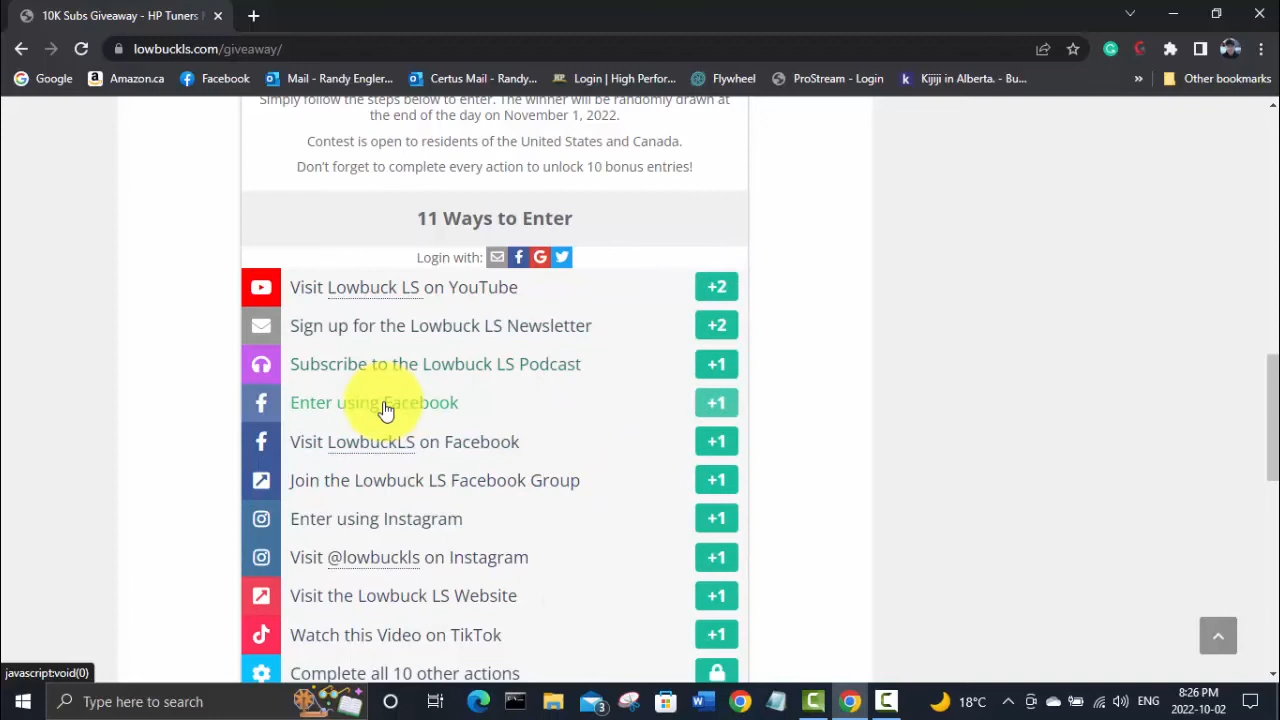 10K Subs Giveaway - HP Tuners
lowbuckls.com/giveaway/
Google
Amazon.ca
Facebook
Mail - Randy Engler...
Certus Mail - Randy...
Login | High Perfor...
Flywheel
ProStream - Login
Kijiji in Alberta. - Bu...
»
Other bookmarks
Simply follow the steps below to enter. The winner will be randomly drawn at
the end of the day on November 1, 2022.
Contest is open to residents of the United States and Canada.
Don't forget to complete every action to unlock 10 bonus entries!
11 Ways to Enter
Login with:
Visit Lowbuck LS on YouTube +2
Sign up for the Lowbuck LS Newsletter +2
Subscribe to the Lowbuck LS Podcast +1
Enter using Facebook +1
Visit LowbuckLS on Facebook +1
Join the Lowbuck LS Facebook Group +1
Enter using Instagram +1
Visit @lowbuckls on Instagram +1
Visit the Lowbuck LS Website +1
Watch this Video on TikTok +1
Complete all 10 other actions
javascript:void(0)
Type here to search
3
18°C
ENG
8:26 PM
2022-10-02